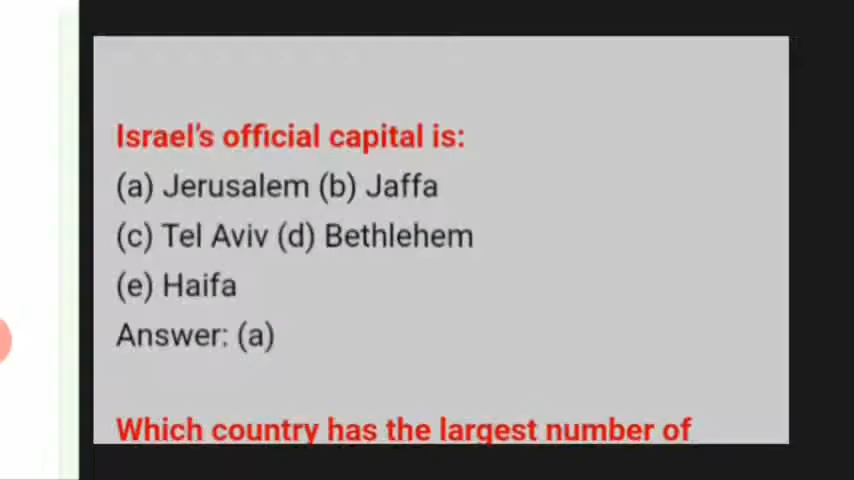 Israel's official capital is:
(a) Jerusalem (b) Jaffa
(c) Tel Aviv (d) Bethlehem
(e) Haifa
Answer: (a)
Which country has the largest number of